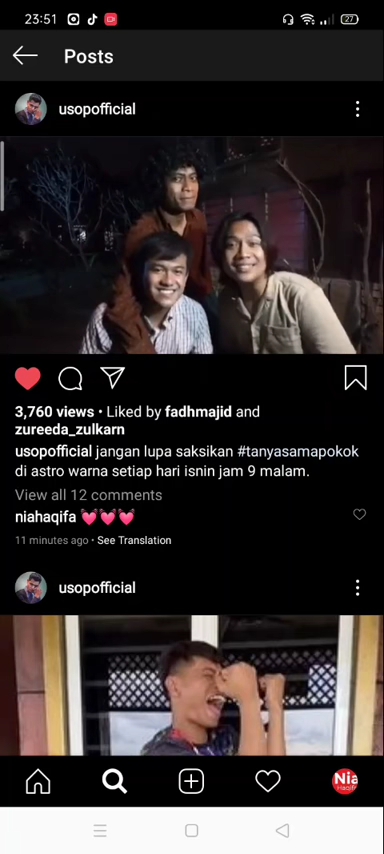 23:51
27
Posts
usopofficial
3,760 views • Liked by fadhmajid and
zureeda_zulkarn
usopofficial jangan lupa saksikan #tanyasamapokok
di astro warna setiap hari isnin jam 9 malam.
View all 12 comments
niahaqifa 💓💓💓
11 minutes ago • See Translation
usopofficial
Nia
Haqifa